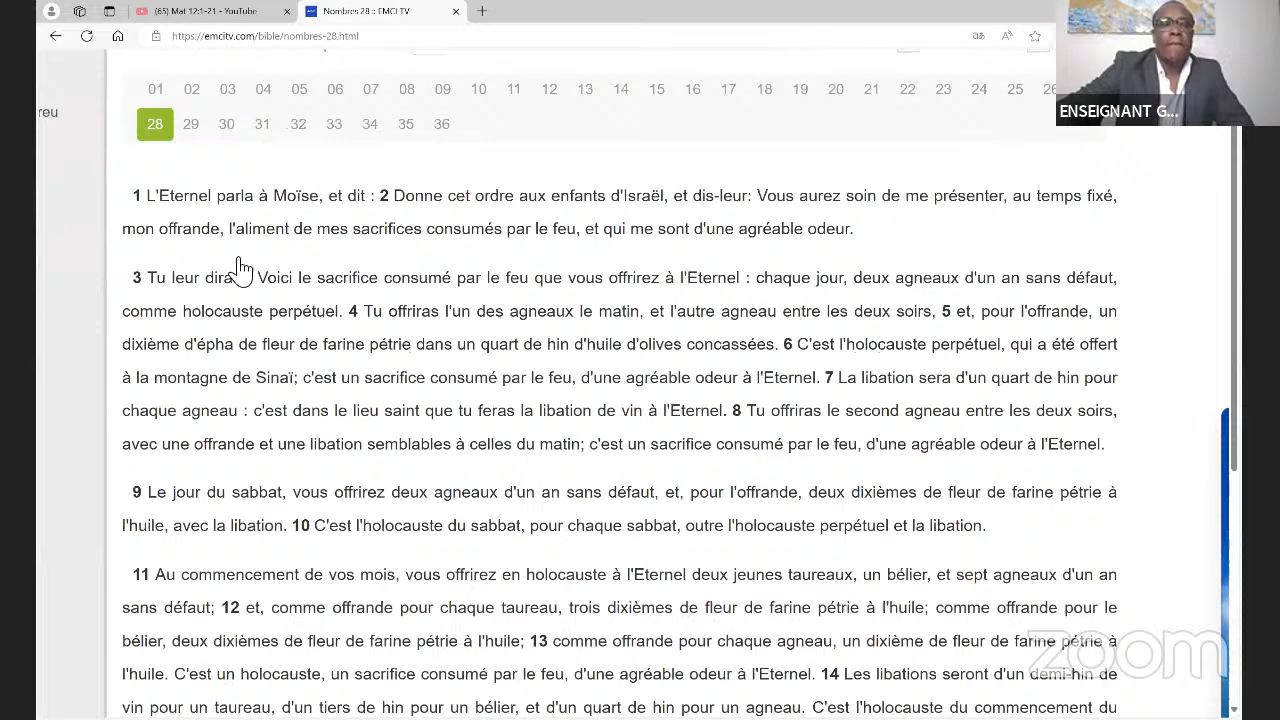 (65) Mat 12:1-21 - YouTube
Nombres 28 :: EMCI TV
https://emcitv.com/bible/nombres-28.html
ENSEIGNANT G...
01 02 03 04 05 06 07 08 09 10 11 12 13 14 15 16 17 18 19 20 21 22 23 24 25 26
reu
28 29 30 31 32 33 34 35 36
1 L'Eternel parla à Moïse, et dit : 2 Donne cet ordre aux enfants d'Israël, et dis-leur: Vous aurez soin de me présenter, au temps fixé,
mon offrande, l'aliment de mes sacrifices consumés par le feu, et qui me sont d'une agréable odeur.
3 Tu leur dira Voici le sacrifice consumé par le feu que vous offrirez à l'Eternel : chaque jour, deux agneaux d'un an sans défaut,
comme holocauste perpétuel. 4 Tu offriras l'un des agneaux le matin, et l'autre agneau entre les deux soirs, 5 et, pour l'offrande, un
dixième d'épha de fleur de farine pétrie dans un quart de hin d'huile d'olives concassées. 6 C'est l'holocauste perpétuel, qui a été offert
à la montagne de Sinaï; c'est un sacrifice consumé par le feu, d'une agréable odeur à l'Eternel. 7 La libation sera d'un quart de hin pour
chaque agneau : c'est dans le lieu saint que tu feras la libation de vin à l'Eternel. 8 Tu offriras le second agneau entre les deux soirs,
avec une offrande et une libation semblables à celles du matin; c'est un sacrifice consumé par le feu, d'une agréable odeur à l'Eternel.
9 Le jour du sabbat, vous offrirez deux agneaux d'un an sans défaut, et, pour l'offrande, deux dixièmes de fleur de farine pétrie à
l'huile, avec la libation. 10 C'est l'holocauste du sabbat, pour chaque sabbat, outre l'holocauste perpétuel et la libation.
11 Au commencement de vos mois, vous offrirez en holocauste à l'Eternel deux jeunes taureaux, un bélier, et sept agneaux d'un an
sans défaut; 12 et, comme offrande pour chaque taureau, trois dixièmes de fleur de farine pétrie à l'huile; comme offrande pour le
bélier, deux dixièmes de fleur de farine pétrie à l'huile; 13 comme offrande pour chaque agneau, un dixième de fleur de farine pétrie à
l'huile. C'est un holocauste, un sacrifice consumé par le feu, d'une agréable odeur à l'Eternel. 14 Les libations seront d'un demi-hin de
vin pour un taureau, d'un tiers de hin pour un bélier, et d'un quart de hin pour un agneau. C'est l'holocauste du commencement du
zoom